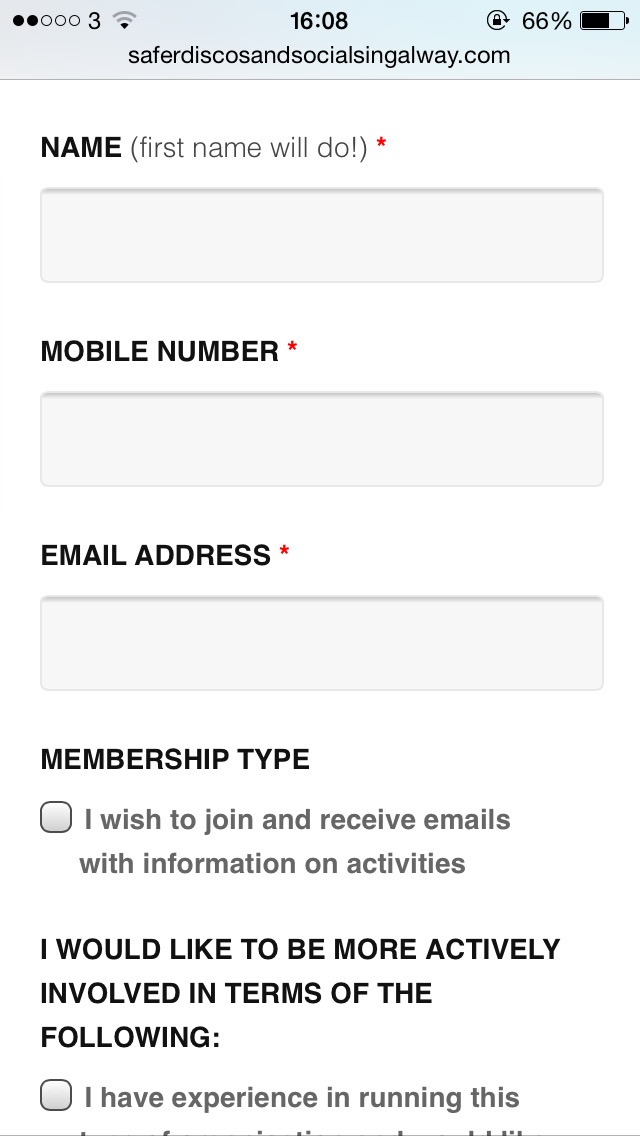 3 16:08 66%
saferdiscosandsocialsingalway.com
NAME (first name will do!) *
MOBILE NUMBER *
EMAIL ADDRESS *
MEMBERSHIP TYPE
I wish to join and receive emails
with information on activities
I WOULD LIKE TO BE MORE ACTIVELY
INVOLVED IN TERMS OF THE
FOLLOWING:
I have experience in running this